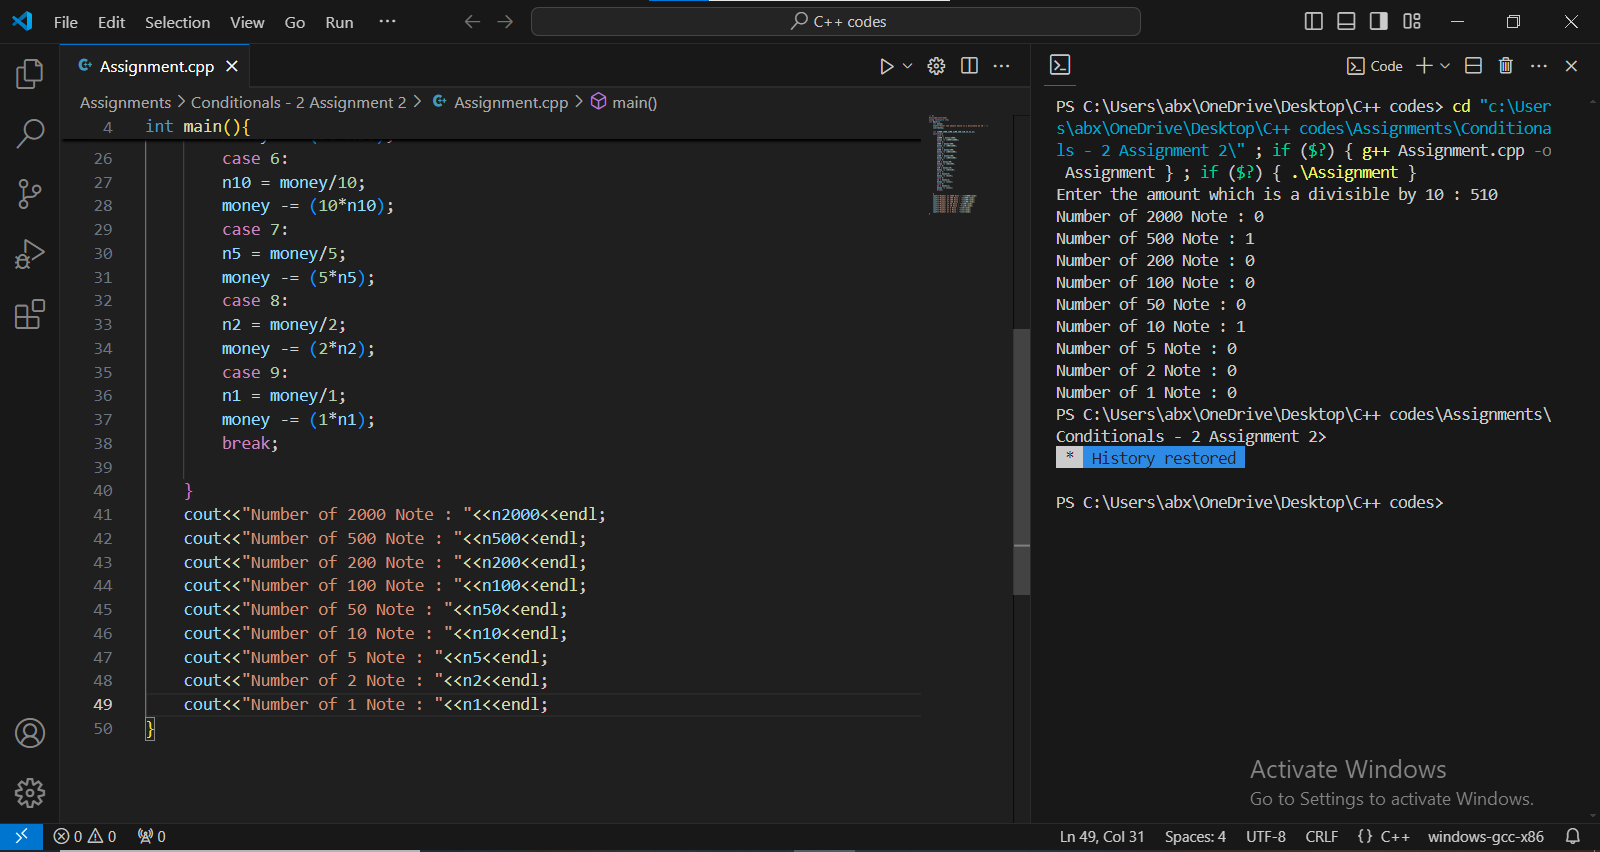 File Edit Selection View Go Run ··· C++ codes
Assignment.cpp
Assignments > Conditionals - 2 Assignment 2 > Assignment.cpp > main()
4 int main(){
26 case 6:
27 n10 = money/10;
28 money -= (10*n10);
29 case 7:
30 n5 = money/5;
31 money -= (5*n5);
32 case 8:
33 n2 = money/2;
34 money -= (2*n2);
35 case 9:
36 n1 = money/1;
37 money -= (1*n1);
38 break;
39
40 }
41 cout<<"Number of 2000 Note : "<<n2000<<endl;
42 cout<<"Number of 500 Note : "<<n500<<endl;
43 cout<<"Number of 200 Note : "<<n200<<endl;
44 cout<<"Number of 100 Note : "<<n100<<endl;
45 cout<<"Number of 50 Note : "<<n50<<endl;
46 cout<<"Number of 10 Note : "<<n10<<endl;
47 cout<<"Number of 5 Note : "<<n5<<endl;
48 cout<<"Number of 2 Note : "<<n2<<endl;
49 cout<<"Number of 1 Note : "<<n1<<endl;
50 }
Code
PS C:\Users\abx\OneDrive\Desktop\C++ codes> cd "c:\User
s\abx\OneDrive\Desktop\C++ codes\Assignments\Conditiona
ls - 2 Assignment 2\" ; if ($?) { g++ Assignment.cpp -o
Assignment } ; if ($?) { .\Assignment }
Enter the amount which is a divisible by 10 : 510
Number of 2000 Note : 0
Number of 500 Note : 1
Number of 200 Note : 0
Number of 100 Note : 0
Number of 50 Note : 0
Number of 10 Note : 1
Number of 5 Note : 0
Number of 2 Note : 0
Number of 1 Note : 0
PS C:\Users\abx\OneDrive\Desktop\C++ codes\Assignments\
Conditionals - 2 Assignment 2>
* History restored
PS C:\Users\abx\OneDrive\Desktop\C++ codes>
Activate Windows
Go to Settings to activate Windows.
0 0 0 Ln 49, Col 31 Spaces: 4 UTF-8 CRLF {} C++ windows-gcc-x86